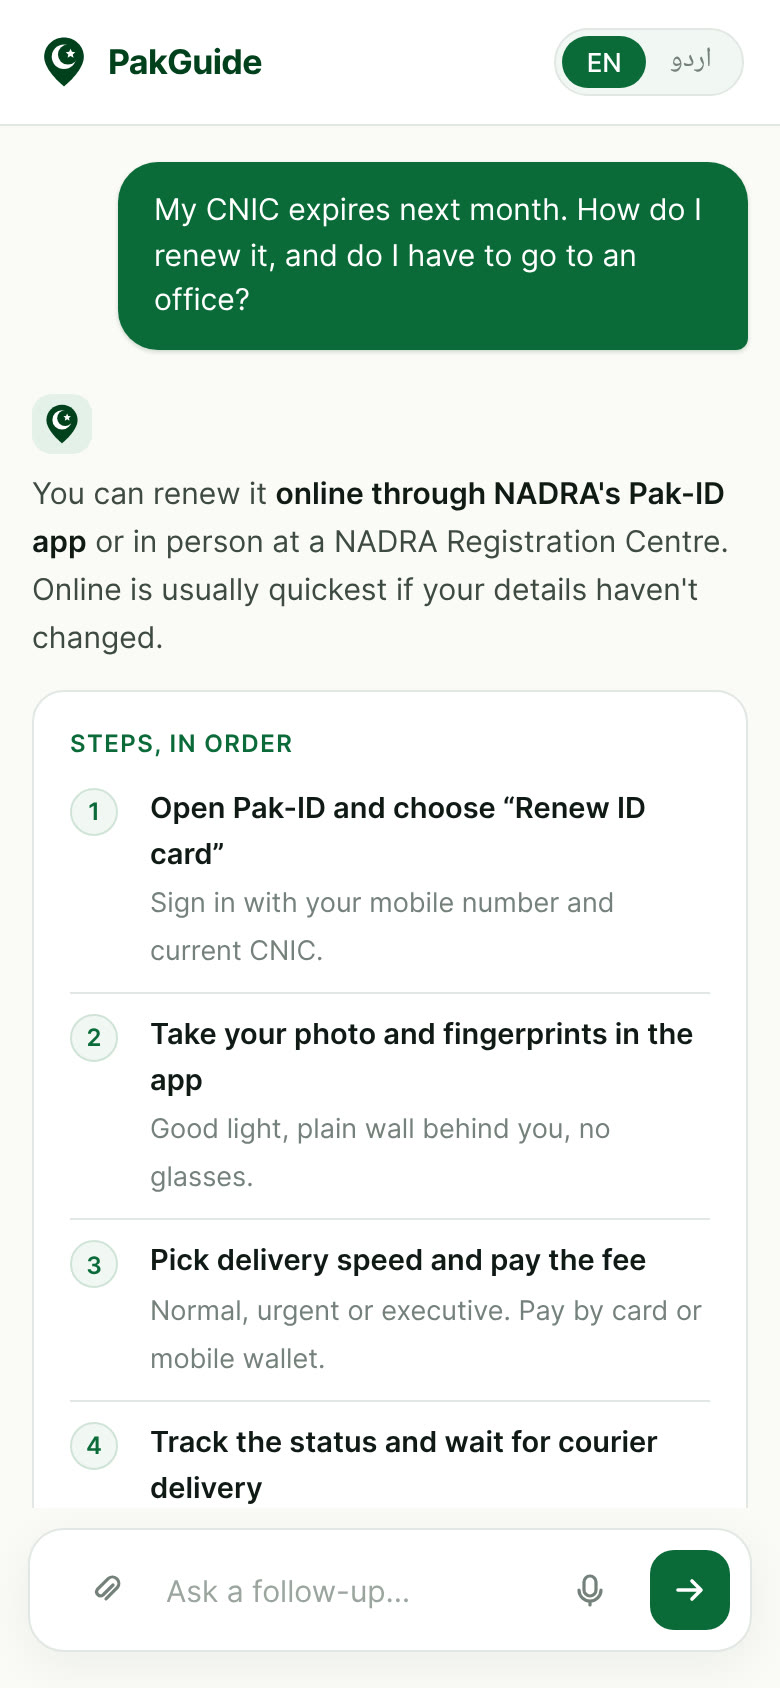 PakGuide
EN
اردو
My CNIC expires next month. How do I
renew it, and do I have to go to an
office?
You can renew it online through NADRA's Pak-ID
app or in person at a NADRA Registration Centre.
Online is usually quickest if your details haven't
changed.
STEPS, IN ORDER
1
Open Pak-ID and choose “Renew ID
card”
Sign in with your mobile number and
current CNIC.
2
Take your photo and fingerprints in the
app
Good light, plain wall behind you, no
glasses.
3
Pick delivery speed and pay the fee
Normal, urgent or executive. Pay by card or
mobile wallet.
4
Track the status and wait for courier
delivery
Ask a follow-up...